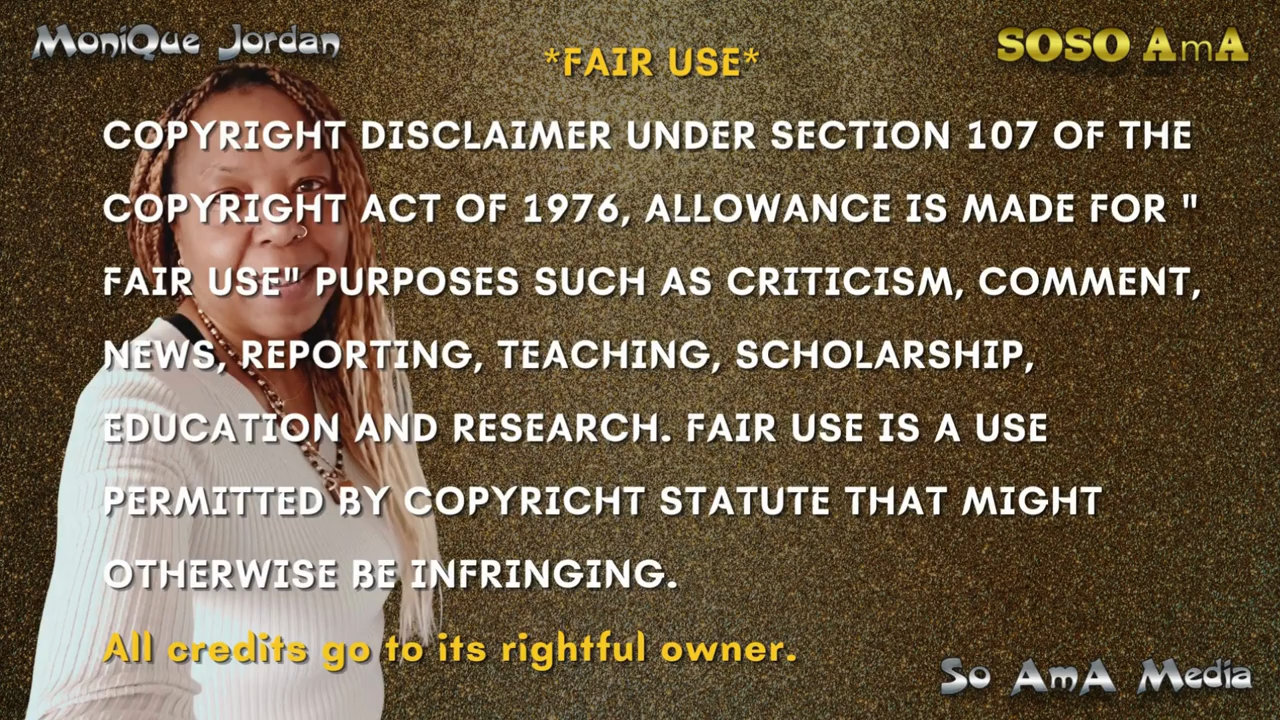 MoniQue Jordan
SOSO AmA
*FAIR USE*
COPYRIGHT DISCLAIMER UNDER SECTION 107 OF THE
COPYRIGHT ACT OF 1976, ALLOWANCE IS MADE FOR "
FAIR USE" PURPOSES SUCH AS CRITICISM, COMMENT,
NEWS, REPORTING, TEACHING, SCHOLARSHIP,
EDUCATION AND RESEARCH. FAIR USE IS A USE
PERMITTED BY COPYRICHT STATUTE THAT MIGHT
OTHERWISE BE INFRINGING.
All credits go to its rightful owner.
So AmA Media